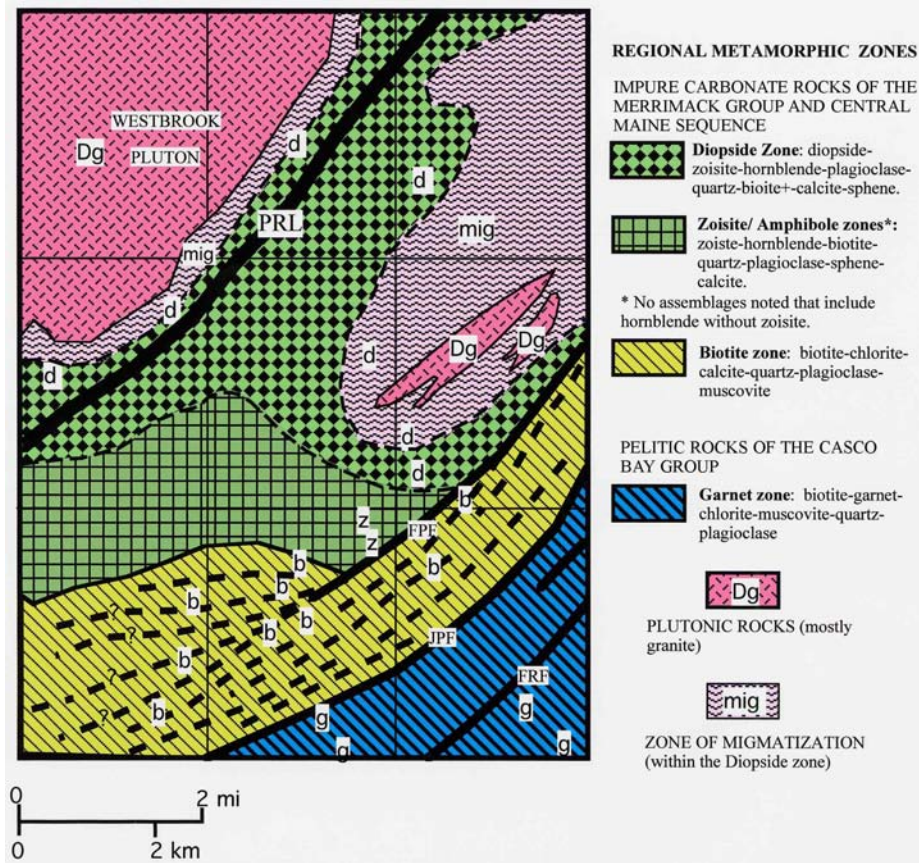 WESTBROOK
Dg
PLUTON
d
d
PRL
mig
mig
d
d
d
Dg
Dg
d
d
b
z
FPF
z
b
b
b
b
b
b
?
?
b
?
b
?
JPF
FRF
g
g
g
g
0
2 mi
0
2 km
REGIONAL METAMORPHIC ZONES
IMPURE CARBONATE ROCKS OF THE
MERRIMACK GROUP AND CENTRAL
MAINE SEQUENCE
Diopside Zone: diopside-
zoisite-hornblende-plagioclase-
quartz-bioite+-calcite-sphene.
Zoisite/ Amphibole zones*:
zoiste-hornblende-biotite-
quartz-plagioclase-sphene-
calcite.
* No assemblages noted that include
hornblende without zoisite.
Biotite zone: biotite-chlorite-
calcite-quartz-plagioclase-
muscovite
PELITIC ROCKS OF THE CASCO
BAY GROUP
Garnet zone: biotite-garnet-
chlorite-muscovite-quartz-
plagioclase
Dg
PLUTONIC ROCKS (mostly
granite)
mig
ZONE OF MIGMATIZATION
(within the Diopside zone)